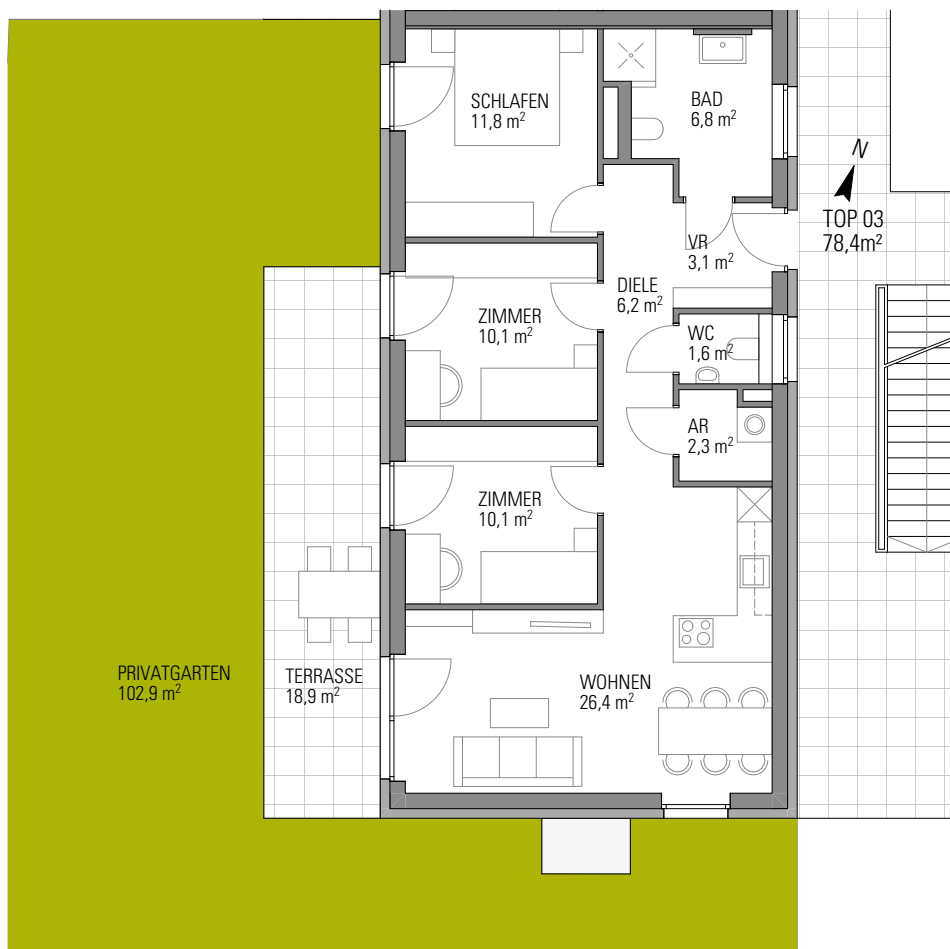 SCHLAFEN
11,8 m²
BAD
6,8 m²
N
TOP 03
78,4m²
VR
3,1 m²
DIELE
6,2 m²
ZIMMER
10,1 m²
WC
1,6 m²
AR
2,3 m²
ZIMMER
10,1 m²
PRIVATGARTEN
102,9 m²
TERRASSE
18,9 m²
WOHNEN
26,4 m²